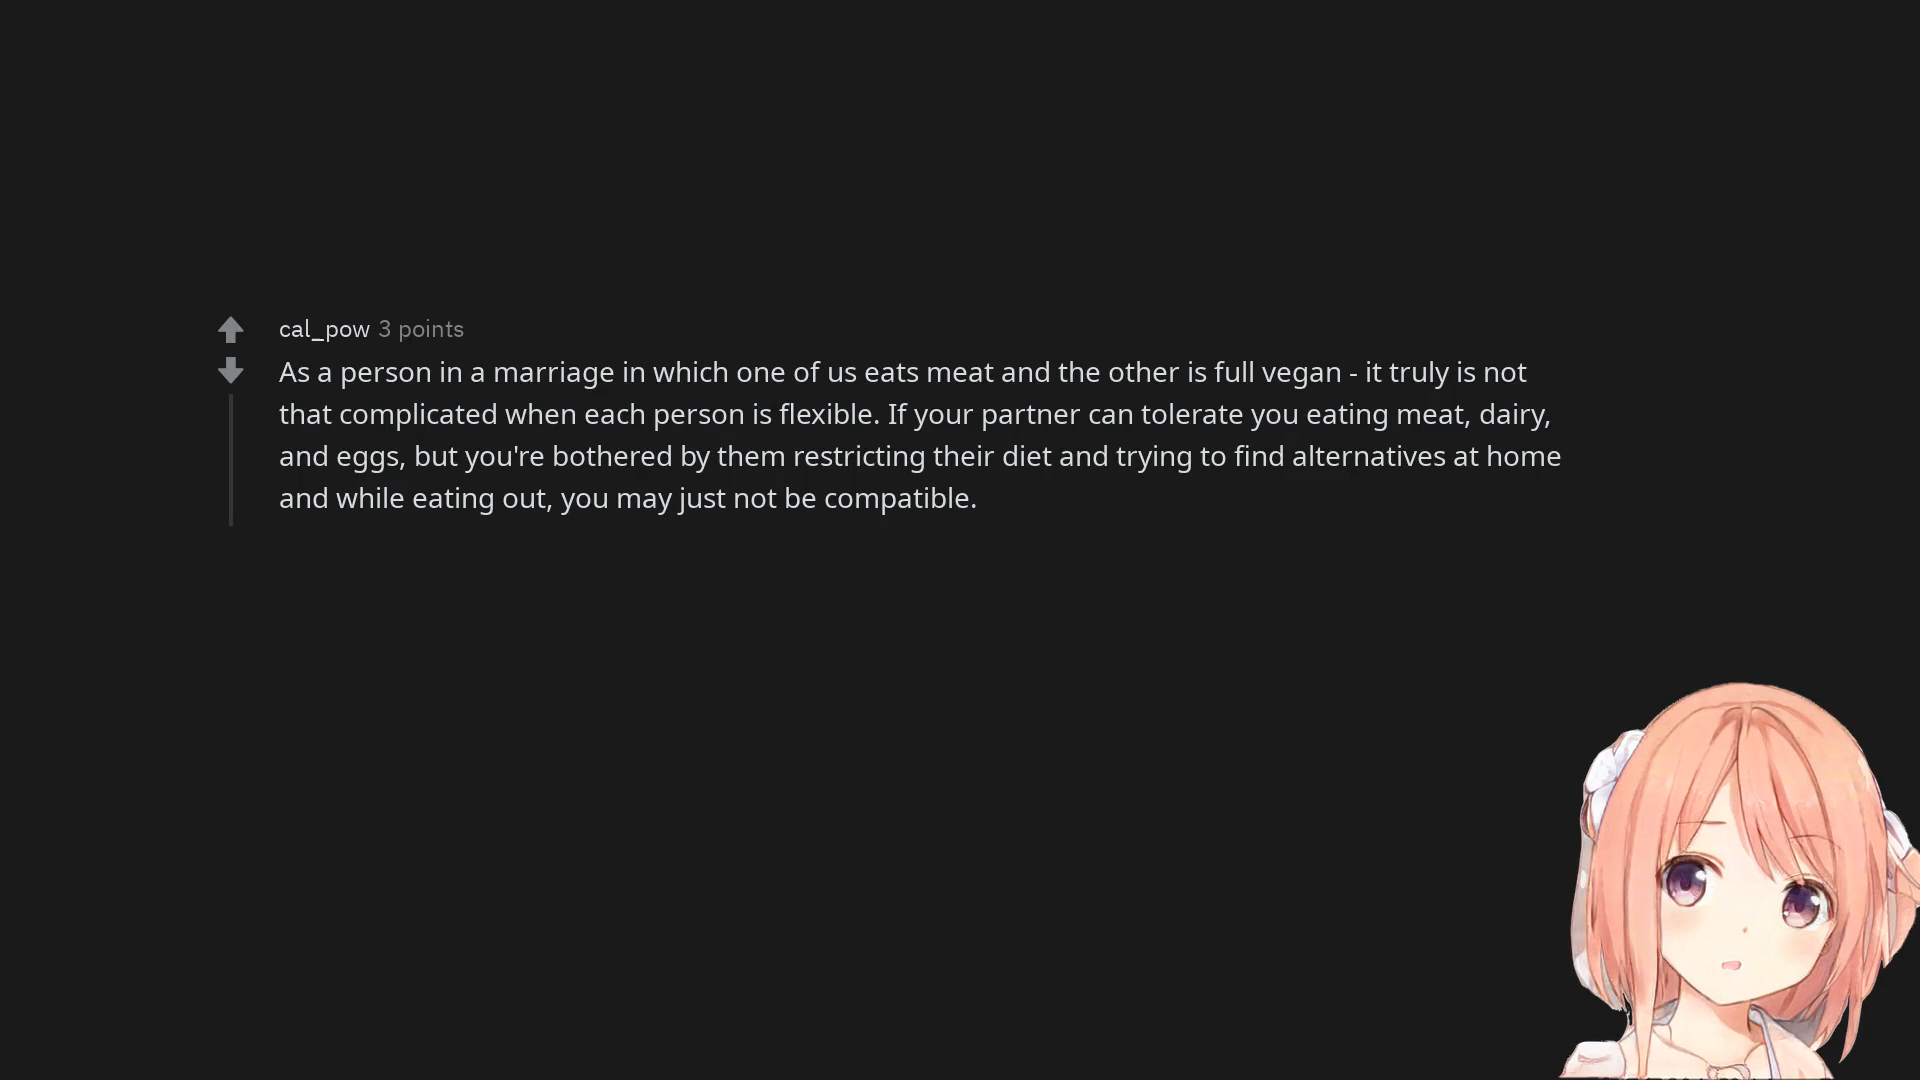 cal_pow 3 points
As a person in a marriage in which one of us eats meat and the other is full vegan - it truly is not
that complicated when each person is flexible. If your partner can tolerate you eating meat, dairy,
and eggs, but you're bothered by them restricting their diet and trying to find alternatives at home
and while eating out, you may just not be compatible.